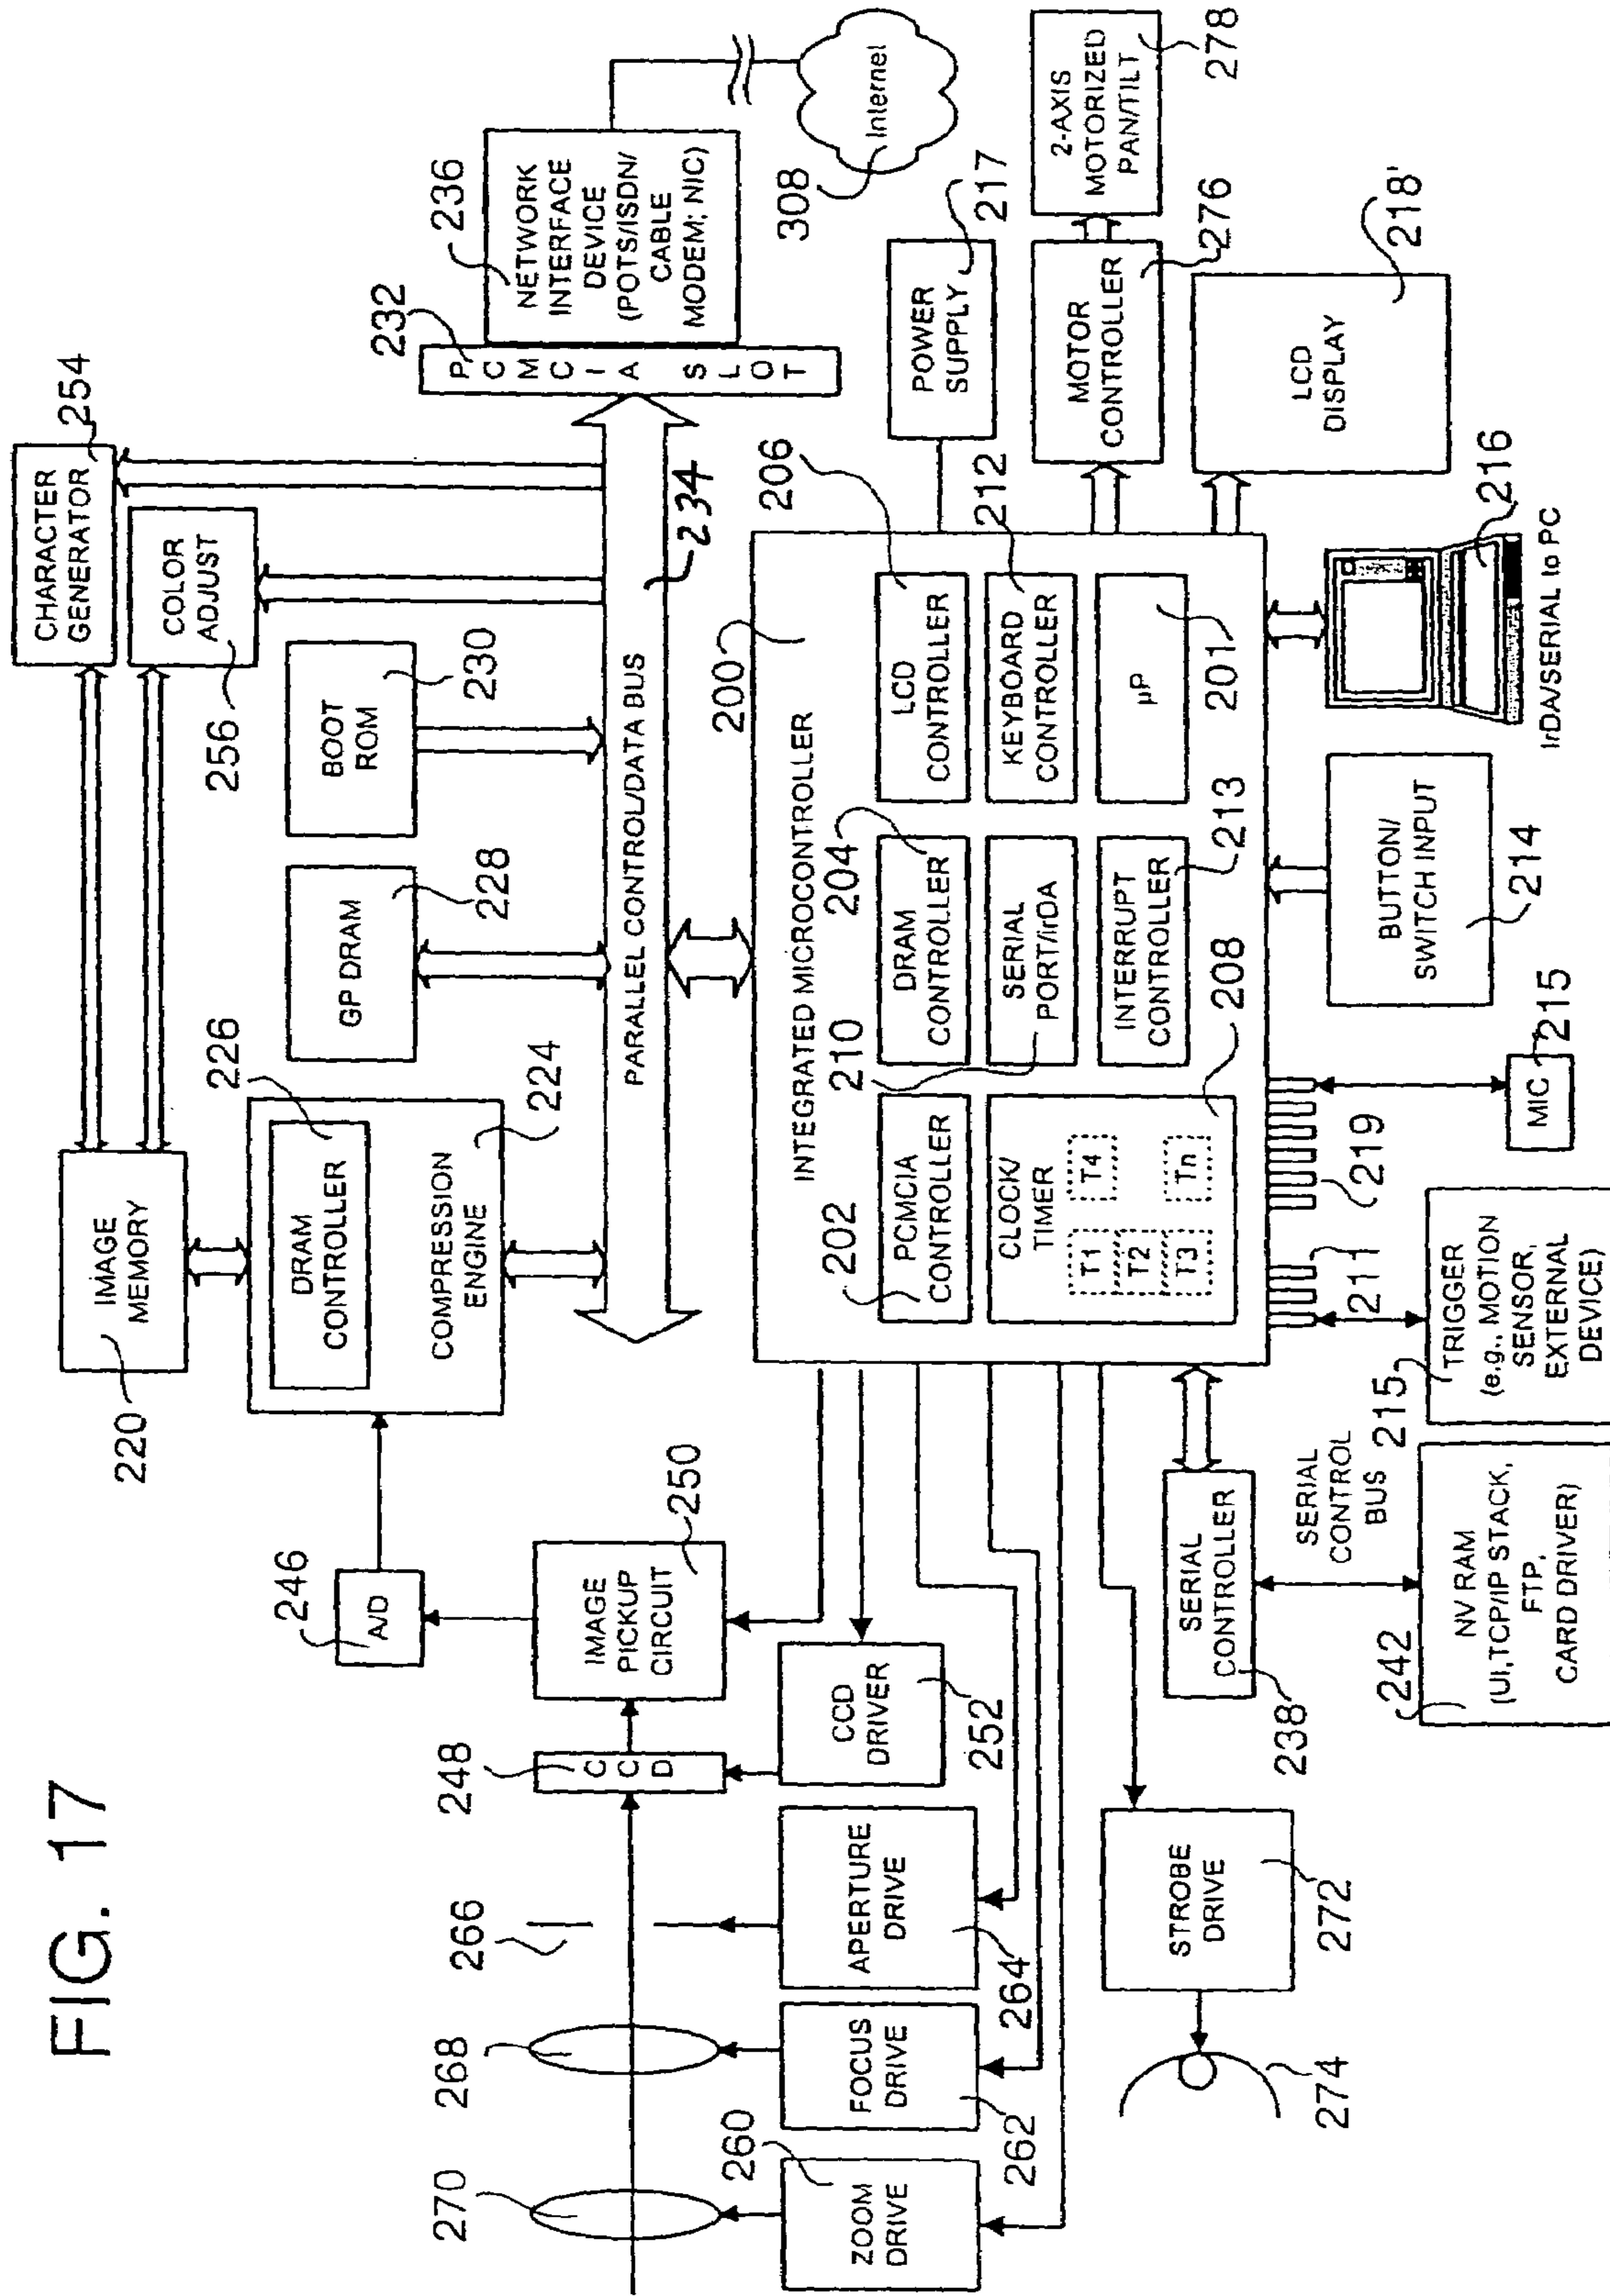 FIG. 17
220
IMAGE
MEMORY
CHARACTER
GENERATOR
254
COLOR
ADJUST
256
226
DRAM
CONTROLLER
COMPRESSION
ENGINE
224
GP DRAM
228
BOOT
ROM
230
232
PCMCIA SLOT
236
NETWORK
INTERFACE
DEVICE
(POTS/ISDN/
CABLE
MODEM; NIC)
246
A/D
270
268
266
248
CCD
IMAGE
PICKUP
CIRCUIT
250
PARALLEL CONTROL/DATA BUS
234
308
Internet
260
ZOOM
DRIVE
FOCUS
DRIVE
262
APERTURE
DRIVE
264
CCD
DRIVER
252
INTEGRATED MICROCONTROLLER
200
202
PCMCIA
CONTROLLER
210
DRAM
CONTROLLER
204
LCD
CONTROLLER
206
POWER
SUPPLY
217
CLOCK/
TIMER
T1
T2
T3
T4
Tn
208
SERIAL
PORT/irDA
KEYBOARD
CONTROLLER
212
INTERRUPT
CONTROLLER
213
µP
201
MOTOR
CONTROLLER
276
2-AXIS
MOTORIZED
PAN/TILT
278
LCD
DISPLAY
218'
274
STROBE
DRIVE
272
SERIAL
CONTROLLER
238
SERIAL
CONTROL
BUS
211
219
242
NV RAM
(UI,TCP/IP STACK,
FTP,
CARD DRIVER)
215
TRIGGER
(e.g., MOTION
SENSOR,
EXTERNAL
DEVICE)
MIC
215
BUTTON/
SWITCH INPUT
214
216
IrDA/SERIAL to PC